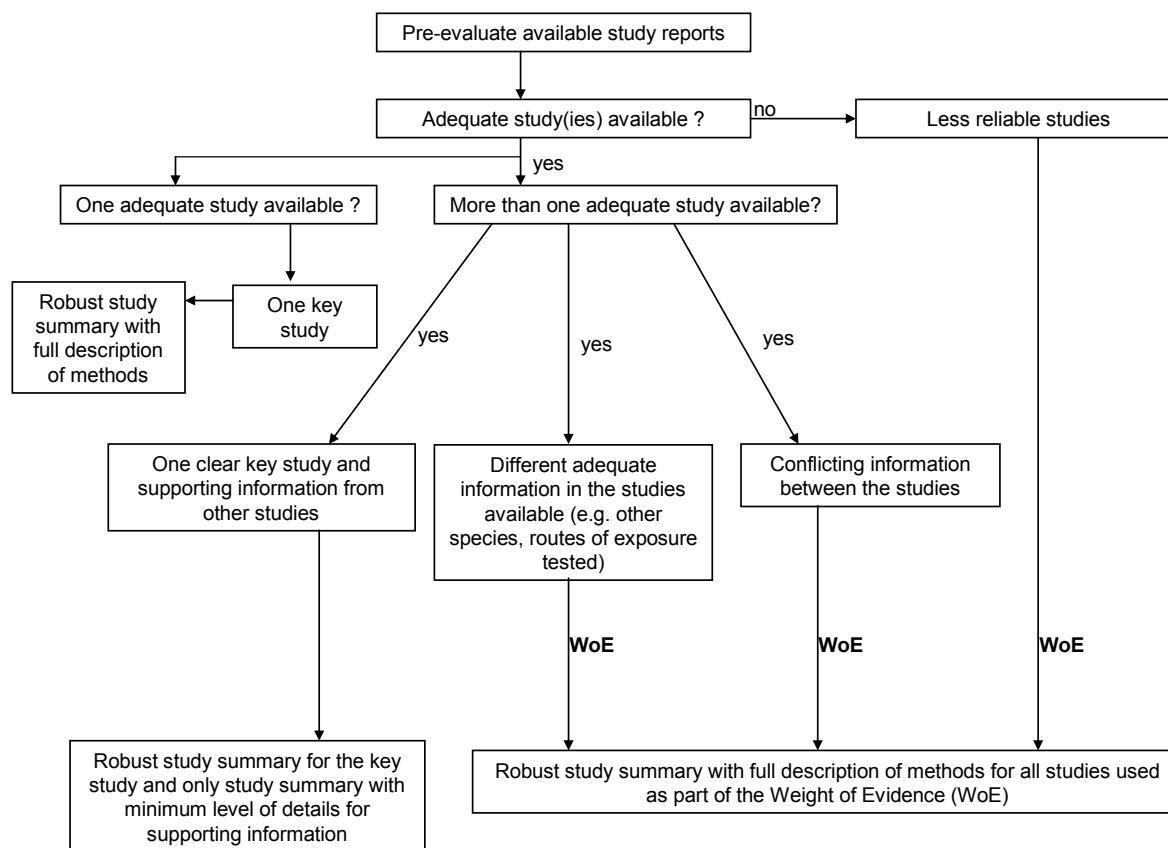 Pre-evaluate available study reports
Adequate study(ies) available ?
no
Less reliable studies
yes
One adequate study available ?
More than one adequate study available?
Robust study
summary with
full description
of methods
One key
study
yes
yes
yes
One clear key study and
supporting information from
other studies
Different adequate
information in the studies
available (e.g. other
species, routes of exposure
tested)
Conflicting information
between the studies
WoE
WoE
WoE
Robust study summary for the key
study and only study summary with
minimum level of details for
supporting information
Robust study summary with full description of methods for all studies used
as part of the Weight of Evidence (WoE)